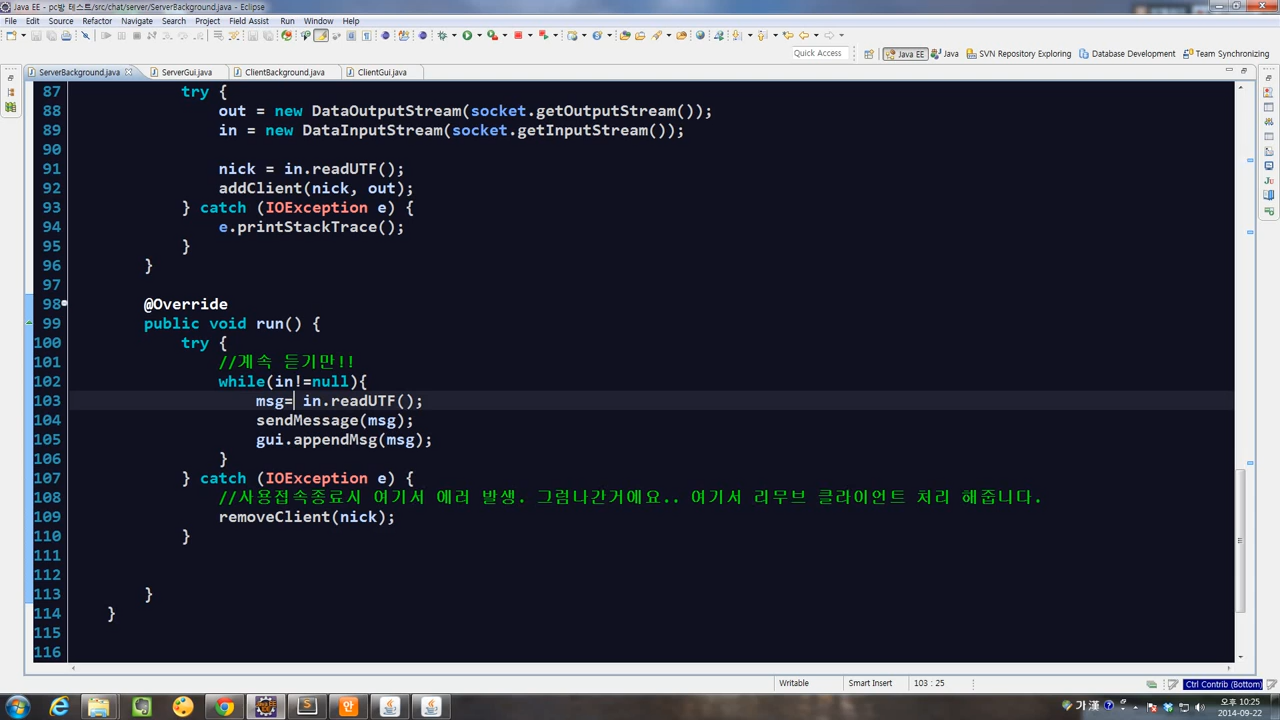 Java EE - pc방 테스트/src/chat/server/ServerBackground.java - Eclipse
File Edit Source Refactor Navigate Search Project Field Assist Run Window Help
Quick Access
Java EE Java SVN Repository Exploring Database Development Team Synchronizing
ServerBackground.java ServerGui.java ClientBackground.java ClientGui.java
87 try {
88 out = new DataOutputStream(socket.getOutputStream());
89 in = new DataInputStream(socket.getInputStream());
90
91 nick = in.readUTF();
92 addClient(nick, out);
93 } catch (IOException e) {
94 e.printStackTrace();
95 }
96 }
97
98 @Override
99 public void run() {
100 try {
101 //계속 듣기만!!
102 while(in!=null){
103 msg= in.readUTF();
104 sendMessage(msg);
105 gui.appendMsg(msg);
106 }
107 } catch (IOException e) {
108 //사용접속종료시 여기서 에러 발생. 그럼나간거에요.. 여기서 리무브 클라이언트 처리 해줍니다.
109 removeClient(nick);
110 }
111
112
113 }
114 }
115
116
Writable Smart Insert 103 : 25 Ctrl Contrib (Bottom)
오후 10:25
2014-09-22